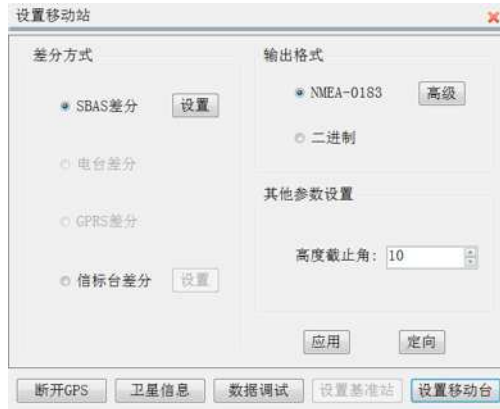 设置移动站
差分方式
SBAS差分 设置
电台差分
GPRS差分
信标台差分 设置
输出格式
NMEA-0183 高级
二进制
其他参数设置
高度截止角: 10
应用 定向
断开GPS 卫星信息 数据调试 设置基准站 设置移动台